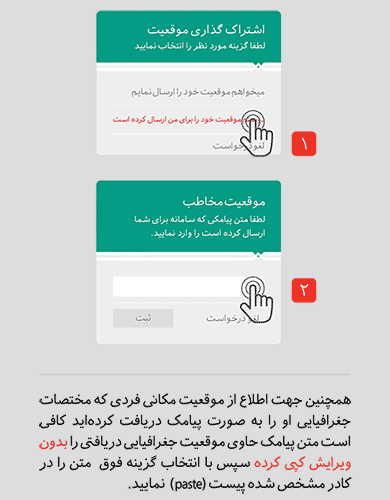 اشتراک گذاری موقعیت
لطفا گزینه مورد نظر را انتخاب نمایید
میخواهم موقعیت خود را ارسال نمایم
موقعیت خود را برای من ارسال کرده است
لغو درخواست
۱
موقعیت مخاطب
لطفا متن پیامکی که سامانه برای شما
ارسال کرده است را وارد نمایید.
۲
لغو درخواست
ثبت
همچنین جهت اطلاع از موقعیت مکانی فردی که مختصات
جغرافیایی او را به صورت پیامک دریافت کرده‌اید کافی
است متن پیامک حاوی موقعیت جغرافیایی دریافتی را بدون
ویرایش کپی کرده سپس با انتخاب گزینه فوق متن را در
کادر مشخص شده پیست (paste) نمایید.